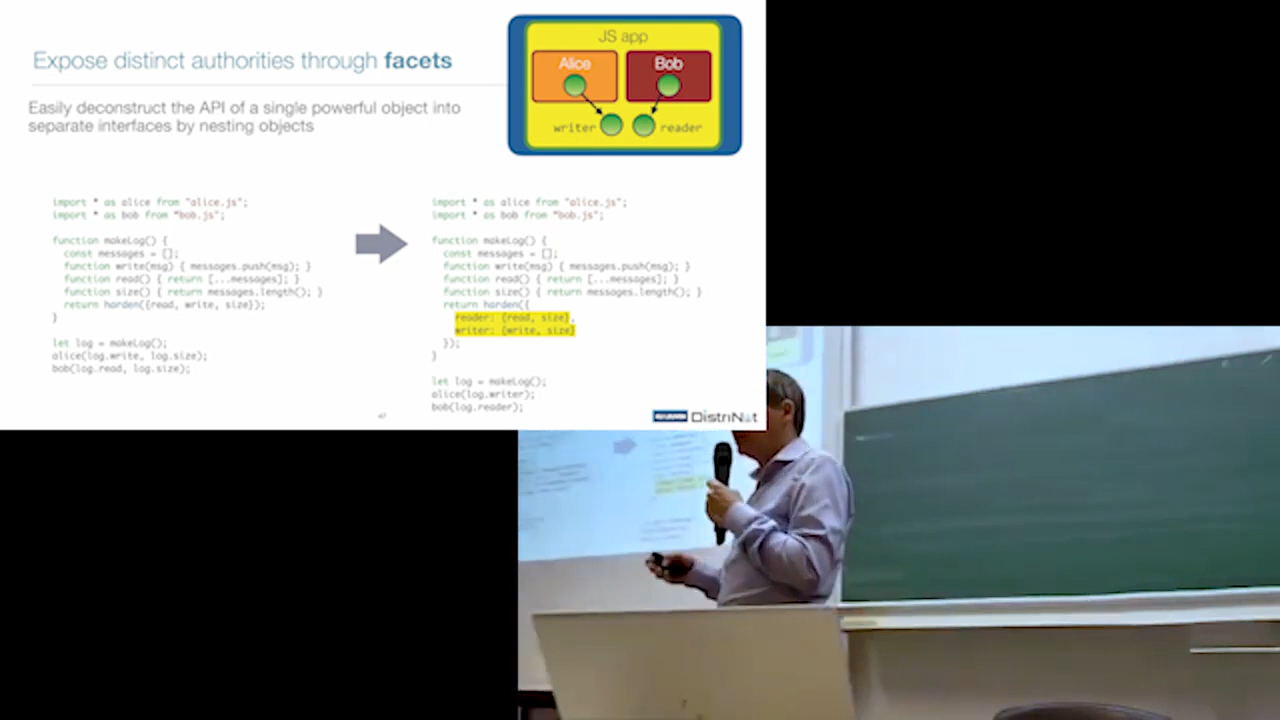 Expose distinct authorities through facets
Easily deconstruct the API of a single powerful object into
separate interfaces by nesting objects
JS app
Alice
Bob
writer
reader
import * as alice from "alice.js";
import * as bob from "bob.js";
function makeLog() {
const messages = [];
function write(msg) { messages.push(msg); }
function read() { return [...messages]; }
function size() { return messages.length(); }
return harden({read, write, size});
}
let log = makeLog();
alice(log.write, log.size);
bob(log.read, log.size);
import * as alice from "alice.js";
import * as bob from "bob.js";
function makeLog() {
const messages = [];
function write(msg) { messages.push(msg); }
function read() { return [...messages]; }
function size() { return messages.length(); }
return harden({
reader: {read, size},
writer: {write, size}
});
}
let log = makeLog();
alice(log.writer);
bob(log.reader);
47
KU LEUVEN DistriNet